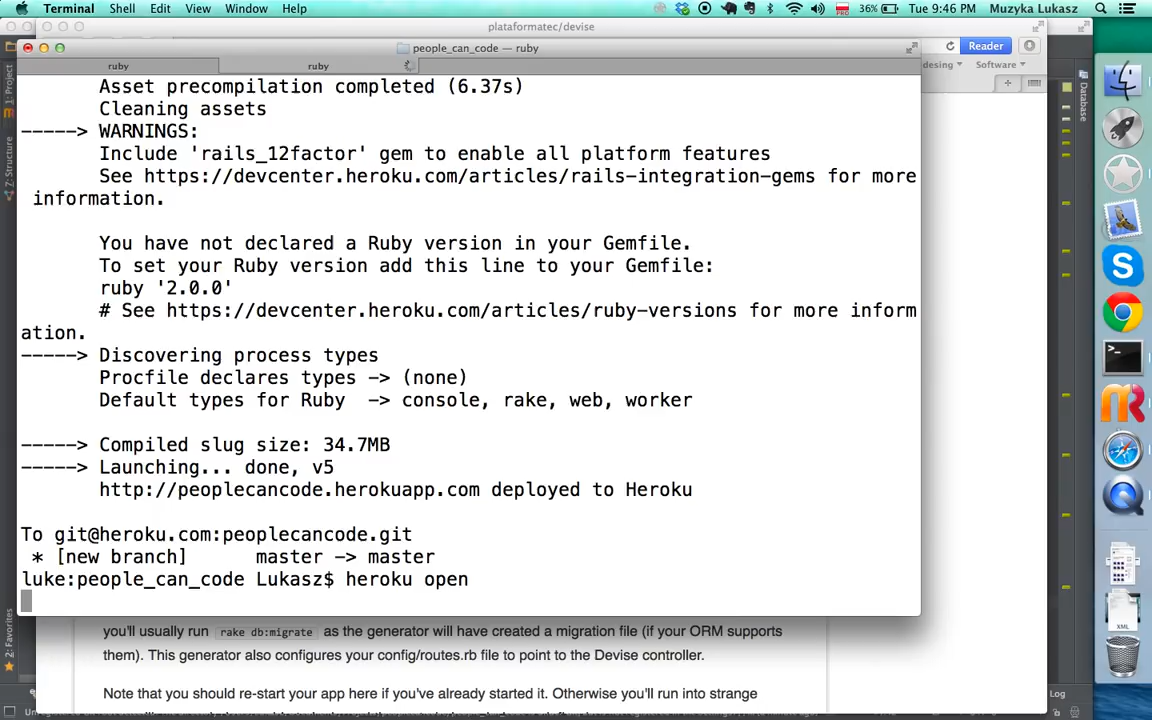 Terminal Shell Edit View Window Help
36% Tue 9:46 PM Muzyka Lukasz
plataformatec/devise
people_can_code — ruby
Reader
ruby ruby
desing Software
1: Project
Z: Structure
2: Favorites
Database
Asset precompilation completed (6.37s)
Cleaning assets
-----> WARNINGS:
Include 'rails_12factor' gem to enable all platform features
See https://devcenter.heroku.com/articles/rails-integration-gems for more
information.
You have not declared a Ruby version in your Gemfile.
To set your Ruby version add this line to your Gemfile:
ruby '2.0.0'
# See https://devcenter.heroku.com/articles/ruby-versions for more inform
ation.
-----> Discovering process types
Procfile declares types -> (none)
Default types for Ruby -> console, rake, web, worker
-----> Compiled slug size: 34.7MB
-----> Launching... done, v5
http://peoplecancode.herokuapp.com deployed to Heroku
To git@heroku.com:peoplecancode.git
* [new branch] master -> master
luke:people_can_code Lukasz$ heroku open
you'll usually run rake db:migrate as the generator will have created a migration file (if your ORM supports
them). This generator also configures your config/routes.rb file to point to the Devise controller.
Note that you should re-start your app here if you've already started it. Otherwise you'll run into strange
Log
XML